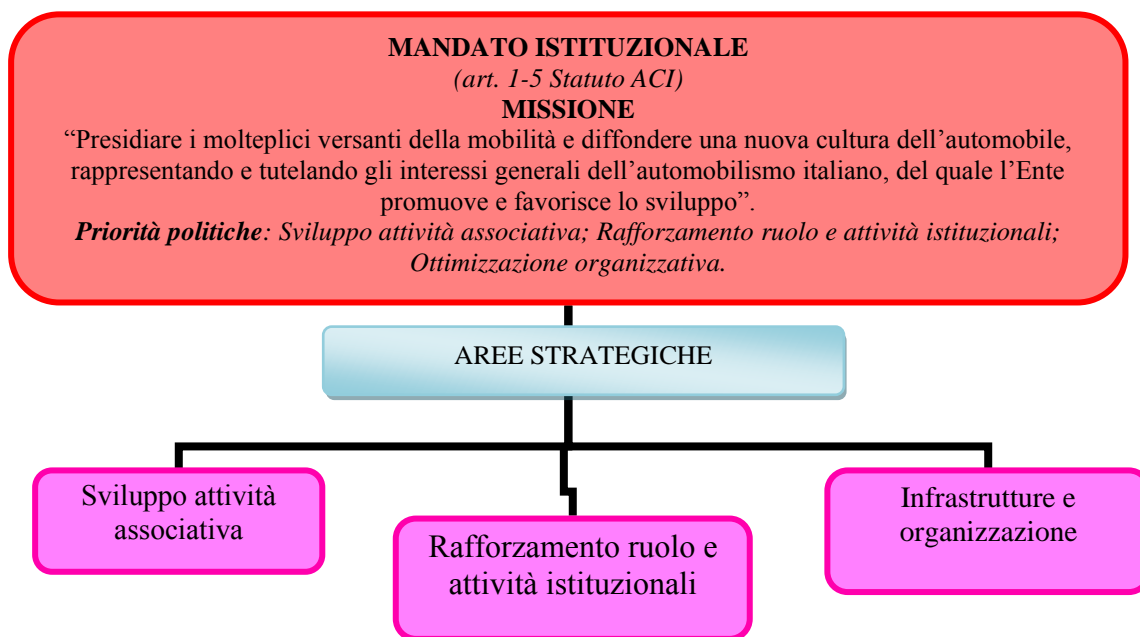 MANDATO ISTITUZIONALE
(art. 1-5 Statuto ACI)
MISSIONE
“Presidiare i molteplici versanti della mobilità e diffondere una nuova cultura dell’automobile,
rappresentando e tutelando gli interessi generali dell’automobilismo italiano, del quale l’Ente
promuove e favorisce lo sviluppo”.
Priorità politiche: Sviluppo attività associativa; Rafforzamento ruolo e attività istituzionali;
Ottimizzazione organizzativa.
AREE STRATEGICHE
Sviluppo attività
associativa
Rafforzamento ruolo e
attività istituzionali
Infrastrutture e
organizzazione